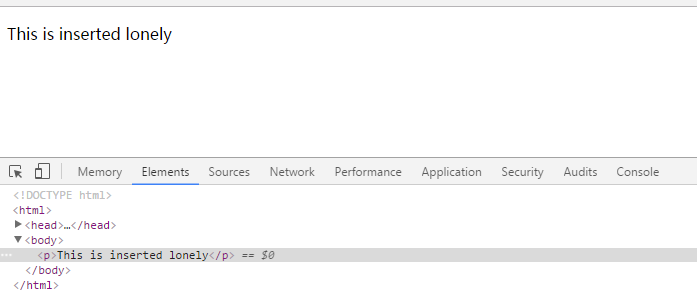 This is inserted lonely
Memory Elements Sources Network Performance Application Security Audits Console
<!DOCTYPE html>
<html>
<head>…</head>
<body>
<p>This is inserted lonely</p> == $0
</body>
</html>